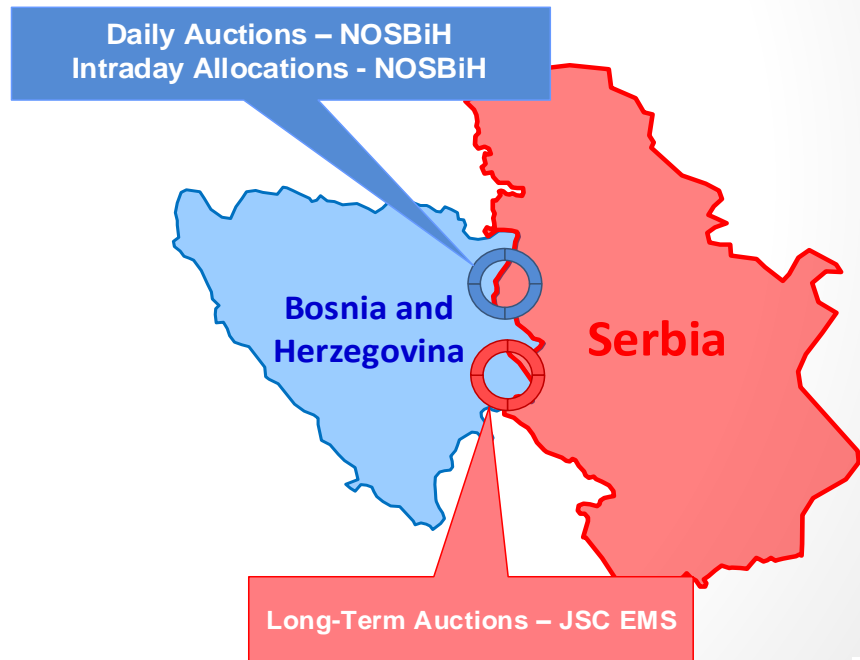 Daily Auctions – NOSBiH
Intraday Allocations - NOSBiH
Bosnia and
Herzegovina
Serbia
Long-Term Auctions – JSC EMS